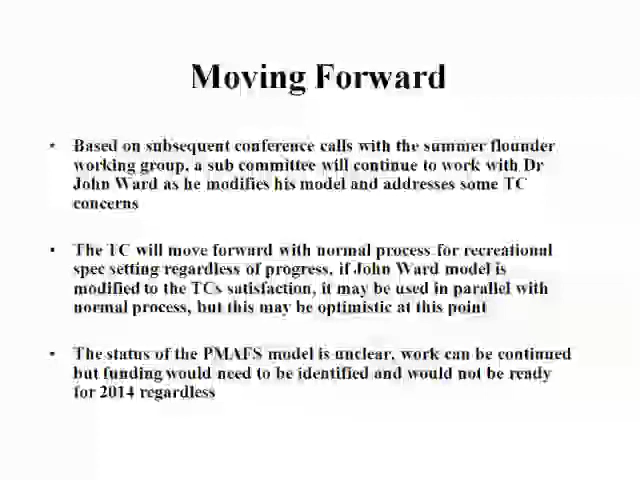 Moving Forward
• Based on subsequent conference calls with the summer flounder
working group, a sub committee will continue to work with Dr
John Ward as he modifies his model and addresses some TC
concerns
• The TC will move forward with normal process for recreational
spec setting regardless of progress, if John Ward model is
modified to the TCs satisfaction, it may be used in parallel with
normal process, but this may be optimistic at this point
• The status of the PMAFS model is unclear, work can be continued
but funding would need to be identified and would not be ready
for 2014 regardless